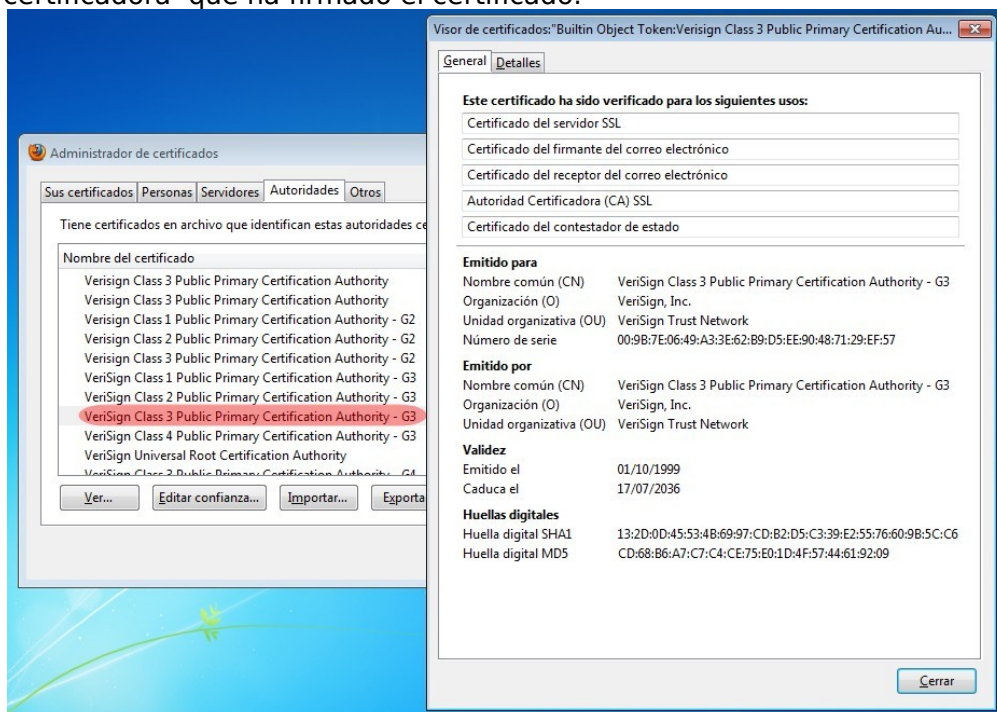 certificadora" que ha firmado el certificado.
Visor de certificados:"Builtin Object Token:Verisign Class 3 Public Primary Certification Au...
General Detalles
Este certificado ha sido verificado para los siguientes usos:
Certificado del servidor SSL
Certificado del firmante del correo electrónico
Certificado del receptor del correo electrónico
Autoridad Certificadora (CA) SSL
Certificado del contestador de estado
Emitido para
Nombre común (CN) VeriSign Class 3 Public Primary Certification Authority - G3
Organización (O) VeriSign, Inc.
Unidad organizativa (OU) VeriSign Trust Network
Número de serie 00:9B:7E:06:49:A3:3E:62:B9:D5:EE:90:48:71:29:EF:57
Emitido por
Nombre común (CN) VeriSign Class 3 Public Primary Certification Authority - G3
Organización (O) VeriSign, Inc.
Unidad organizativa (OU) VeriSign Trust Network
Validez
Emitido el 01/10/1999
Caduca el 17/07/2036
Huellas digitales
Huella digital SHA1 13:2D:0D:45:53:4B:69:97:CD:B2:D5:C3:39:E2:55:76:60:9B:5C:C6
Huella digital MD5 CD:68:B6:A7:C7:C4:CE:75:E0:1D:4F:57:44:61:92:09
Cerrar
Administrador de certificados
Sus certificados Personas Servidores Autoridades Otros
Tiene certificados en archivo que identifican estas autoridades ce
Nombre del certificado
Verisign Class 3 Public Primary Certification Authority
Verisign Class 3 Public Primary Certification Authority
Verisign Class 1 Public Primary Certification Authority - G2
Verisign Class 2 Public Primary Certification Authority - G2
Verisign Class 3 Public Primary Certification Authority - G2
VeriSign Class 1 Public Primary Certification Authority - G3
VeriSign Class 2 Public Primary Certification Authority - G3
VeriSign Class 3 Public Primary Certification Authority - G3
VeriSign Class 4 Public Primary Certification Authority - G3
VeriSign Universal Root Certification Authority
VeriSign Class 3 Public Primary Certification Authority - G4
Ver... Editar confianza... Importar... Exporta